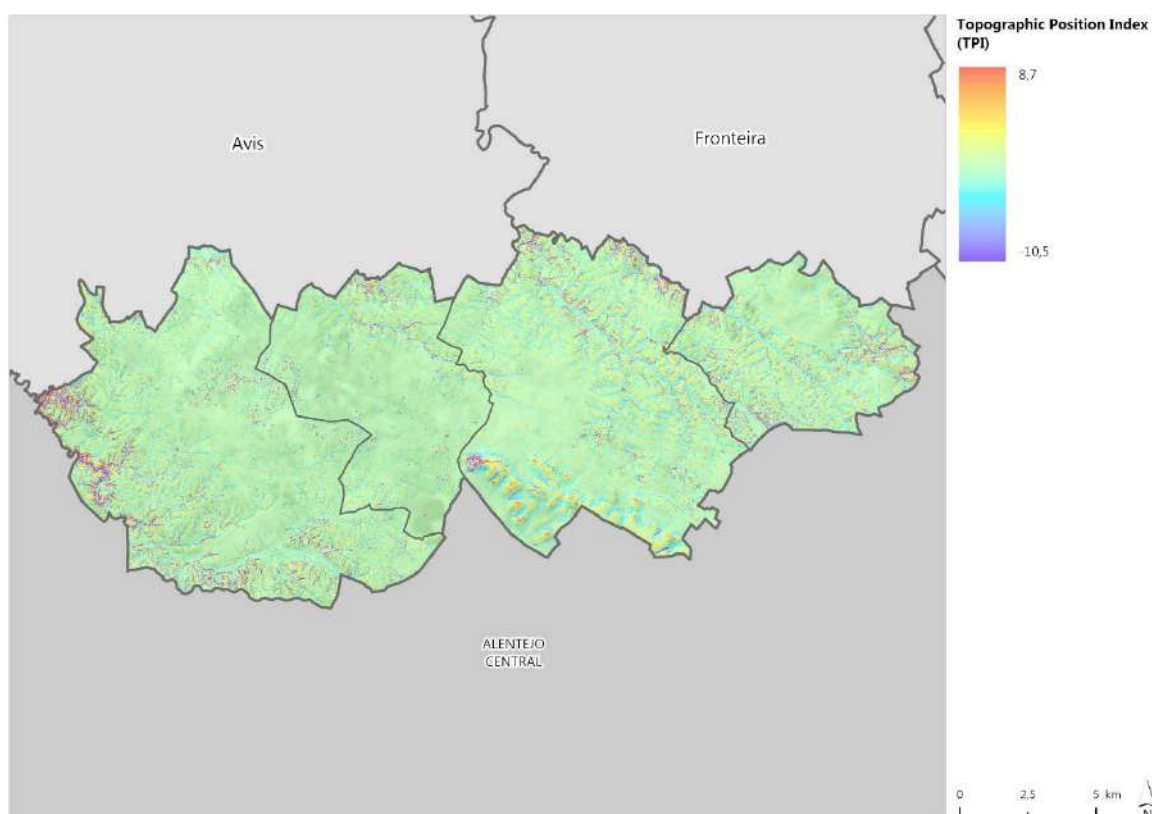 Topographic Position Index
(TPI)
8,7
-10,5
Avis
Fronteira
ALENTEJO
CENTRAL
0 2,5 5 km
N